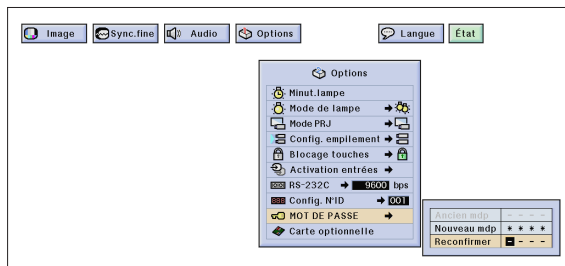 Image Sync.fine Audio Options Langue État
Options
Minut.lampe
Mode de lampe
Mode PRJ
Config. empilement
Blocage touches
Activation entrées
RS-232C 9600 bps
Config. N°ID 001
MOT DE PASSE
Carte optionnelle
Ancien mdp - - - -
Nouveau mdp * * * *
Reconfirmer - - - -